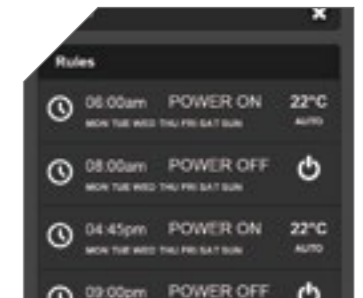 Rules
06:00am POWER ON 22°C
MON TUE WED THU FRI SAT SUN AUTO
08:00am POWER OFF
MON TUE WED THU FRI SAT SUN
04:45pm POWER ON 22°C
MON TUE WED THU FRI SAT SUN AUTO
09:00pm POWER OFF